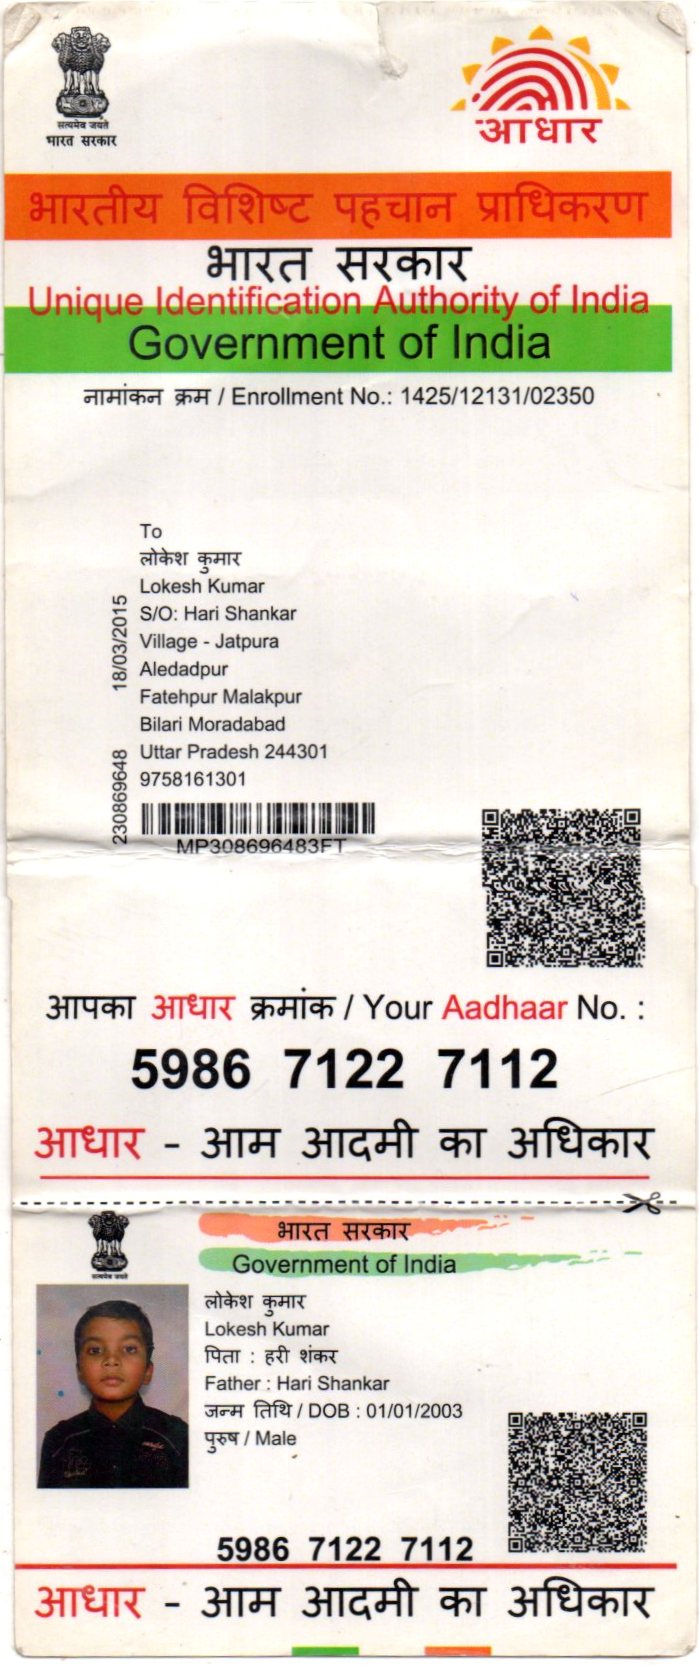 सत्यमेव जयते
भारत सरकार
आधार
भारतीय विशिष्ट पहचान प्राधिकरण
भारत सरकार
Unique Identification Authority of India
Government of India
नामांकन क्रम / Enrollment No.: 1425/12131/02350
To
लोकेश कुमार
Lokesh Kumar
S/O: Hari Shankar
Village - Jatpura
Aledadpur
Fatehpur Malakpur
Bilari Moradabad
Uttar Pradesh 244301
9758161301
230869648 18/03/2015
MP308696483FT
आपका आधार क्रमांक / Your Aadhaar No. :
5986 7122 7112
आधार - आम आदमी का अधिकार
सत्यमेव जयते
भारत सरकार
Government of India
लोकेश कुमार
Lokesh Kumar
पिता : हरी शंकर
Father : Hari Shankar
जन्म तिथि / DOB : 01/01/2003
पुरुष / Male
5986 7122 7112
आधार - आम आदमी का अधिकार